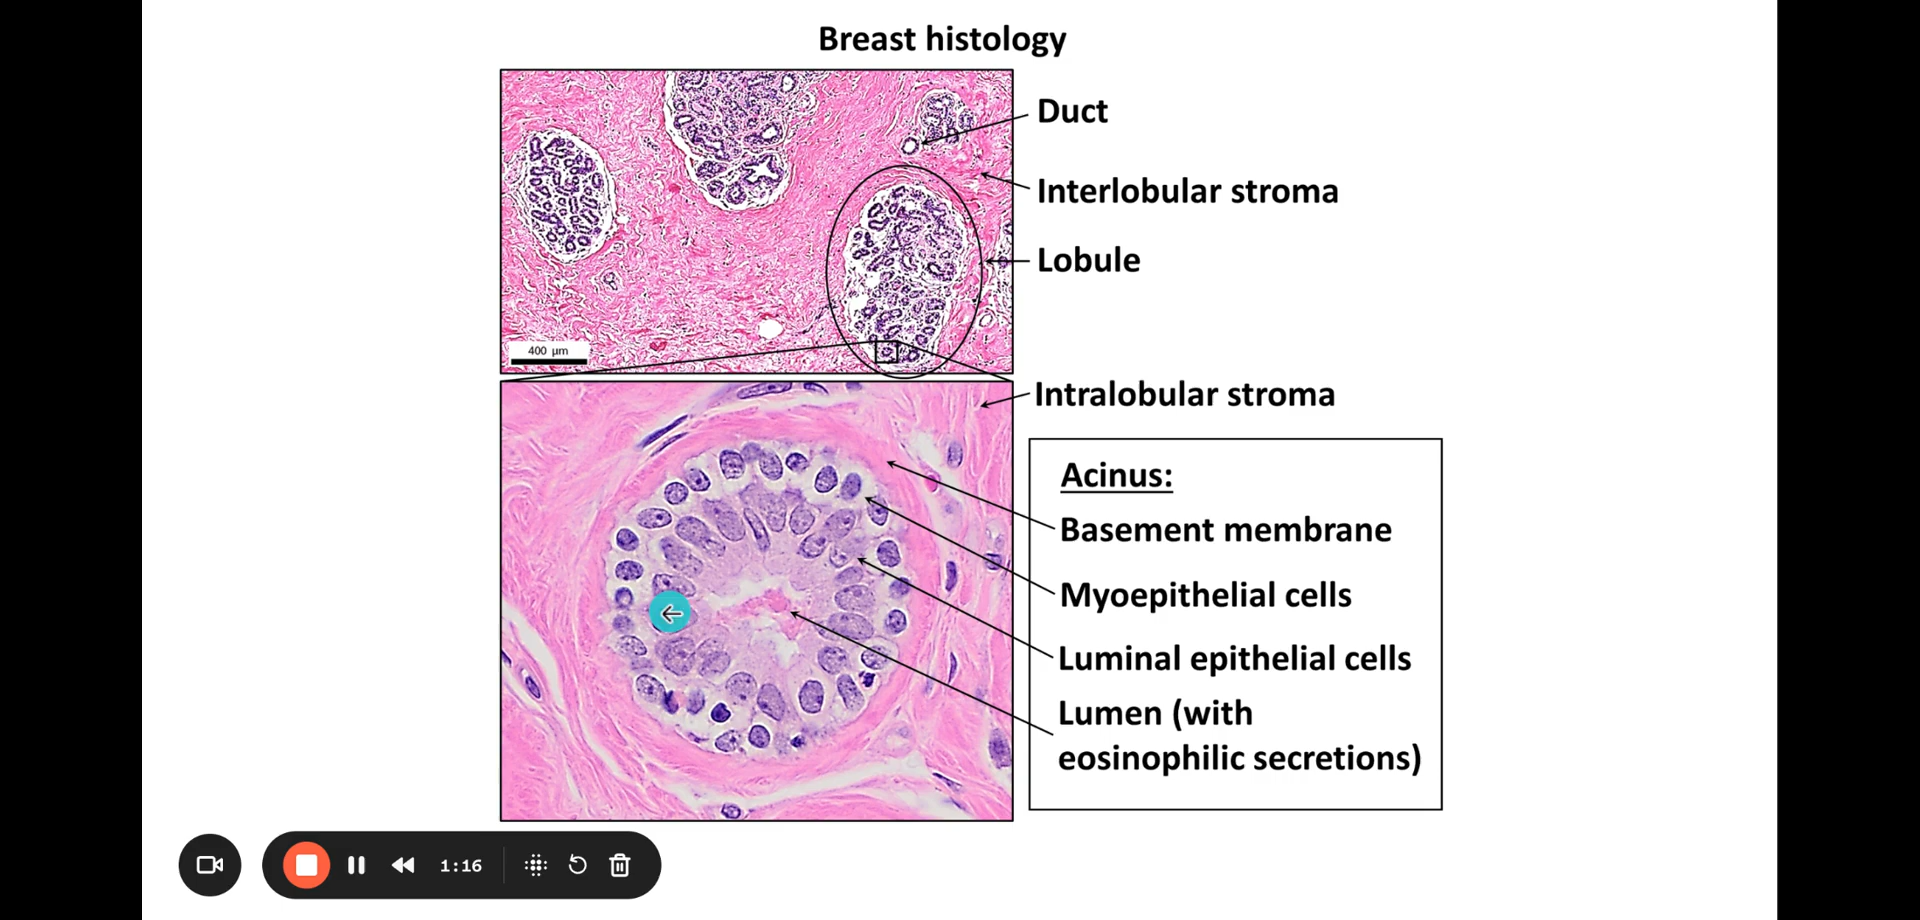 Breast histology
Duct
Interlobular stroma
Lobule
400 µm
Intralobular stroma
Acinus:
Basement membrane
Myoepithelial cells
Luminal epithelial cells
Lumen (with
eosinophilic secretions)
1:16